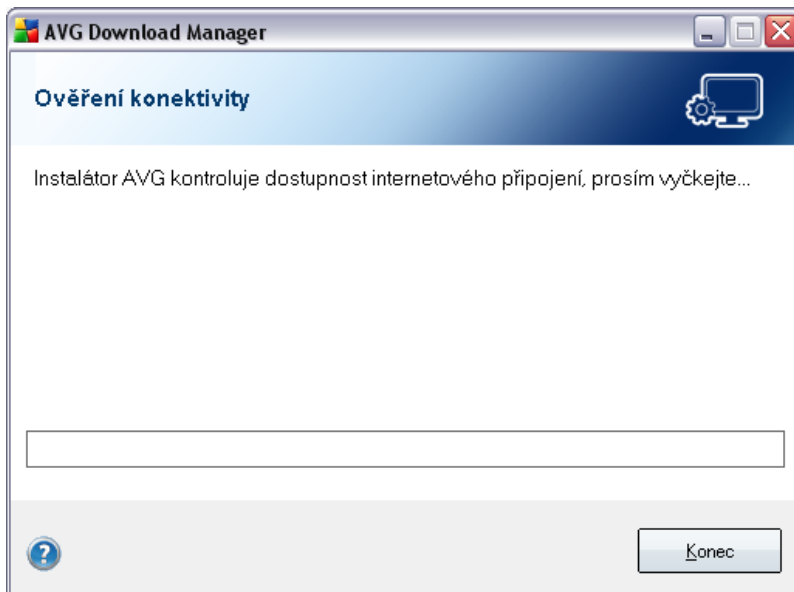 AVG Download Manager
Ověření konektivity
Instalátor AVG kontroluje dostupnost internetového připojení, prosím vyčkejte...
?
Konec